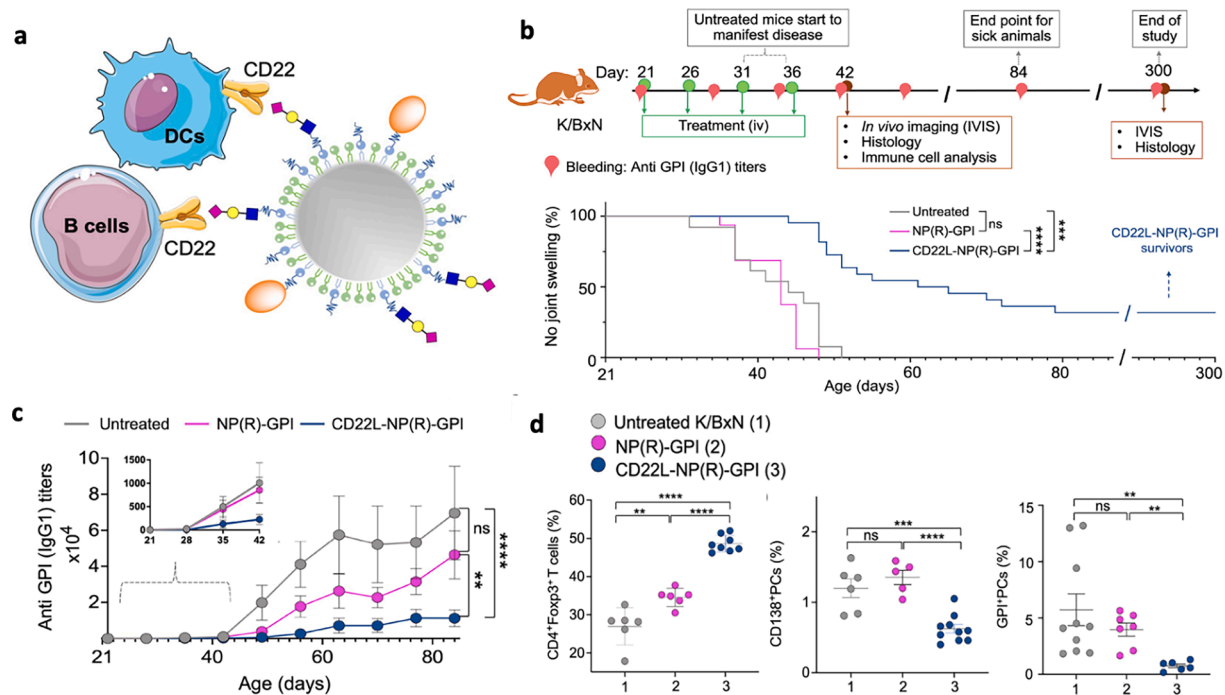 a
CD22
DCs
B cells
CD22
b
Untreated mice start to
manifest disease
End point for
sick animals
End of
study
Day: 21 26 31 36 42 84 300
K/BxN
Treatment (iv)
• In vivo imaging (IVIS)
• Histology
• Immune cell analysis
• IVIS
• Histology
Bleeding: Anti GPI (IgG1) titers
No joint swelling (%)
100
50
0
Untreated
NP(R)-GPI
CD22L-NP(R)-GPI
ns
****
***
CD22L-NP(R)-GPI
survivors
21 40 60 80 300
Age (days)
c
Untreated NP(R)-GPI CD22L-NP(R)-GPI
Anti GPI (IgG1) titers
x10⁴
10
8
6
4
2
21 40 60 80
Age (days)
1500
1000
500
0
21 28 35 42
ns
**
****
d
Untreated K/BxN (1)
NP(R)-GPI (2)
CD22L-NP(R)-GPI (3)
CD4⁺Foxp3⁺T cells (%)
60
50
40
30
20
****
** ****
1 2 3
CD138⁺PCs (%)
2
1
0
***
ns ****
1 2 3
GPI⁺PCs (%)
15
10
5
0
**
ns **
1 2 3